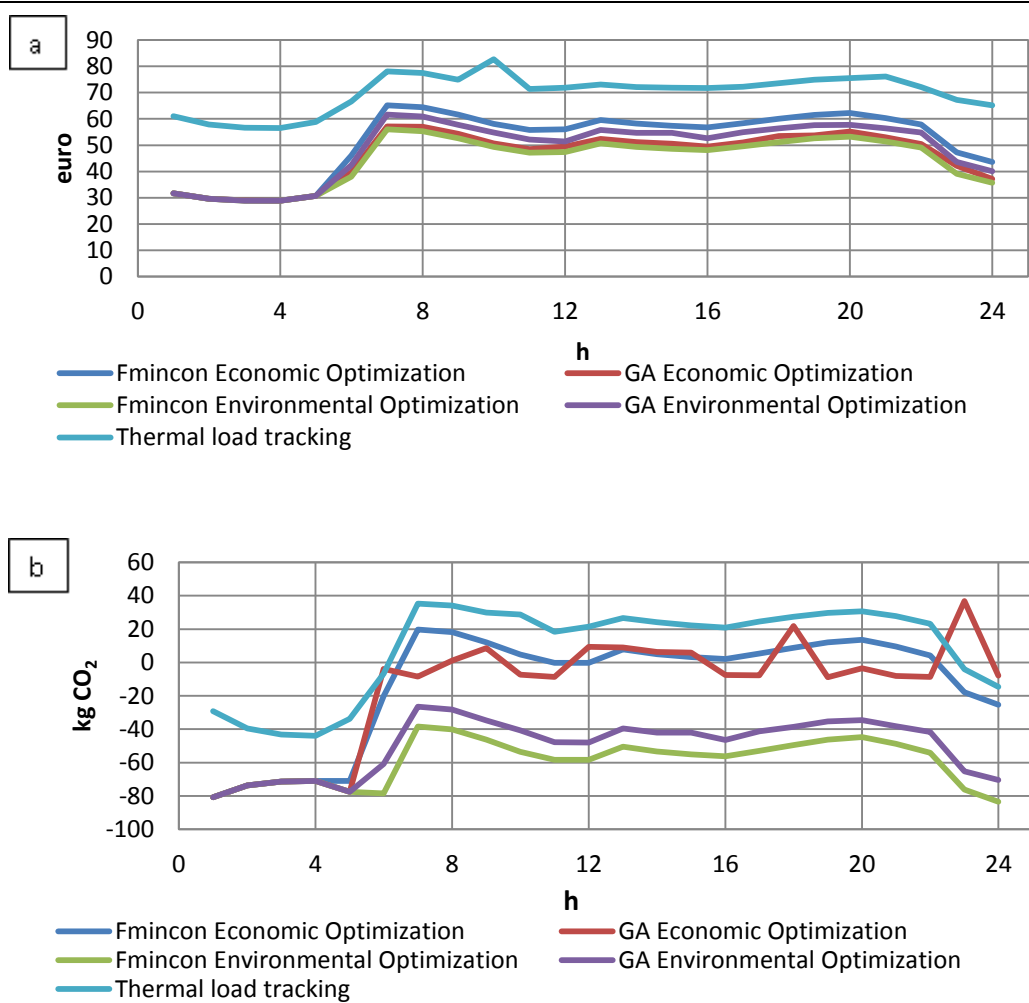 a
90
80
70
60
50
40
30
20
10
0
euro
0 4 8 12 16 20 24
h
Fmincon Economic Optimization GA Economic Optimization
Fmincon Environmental Optimization GA Environmental Optimization
Thermal load tracking
b
60
40
20
0
-20
-40
-60
-80
-100
kg CO₂
0 4 8 12 16 20 24
h
Fmincon Economic Optimization GA Economic Optimization
Fmincon Environmental Optimization GA Environmental Optimization
Thermal load tracking